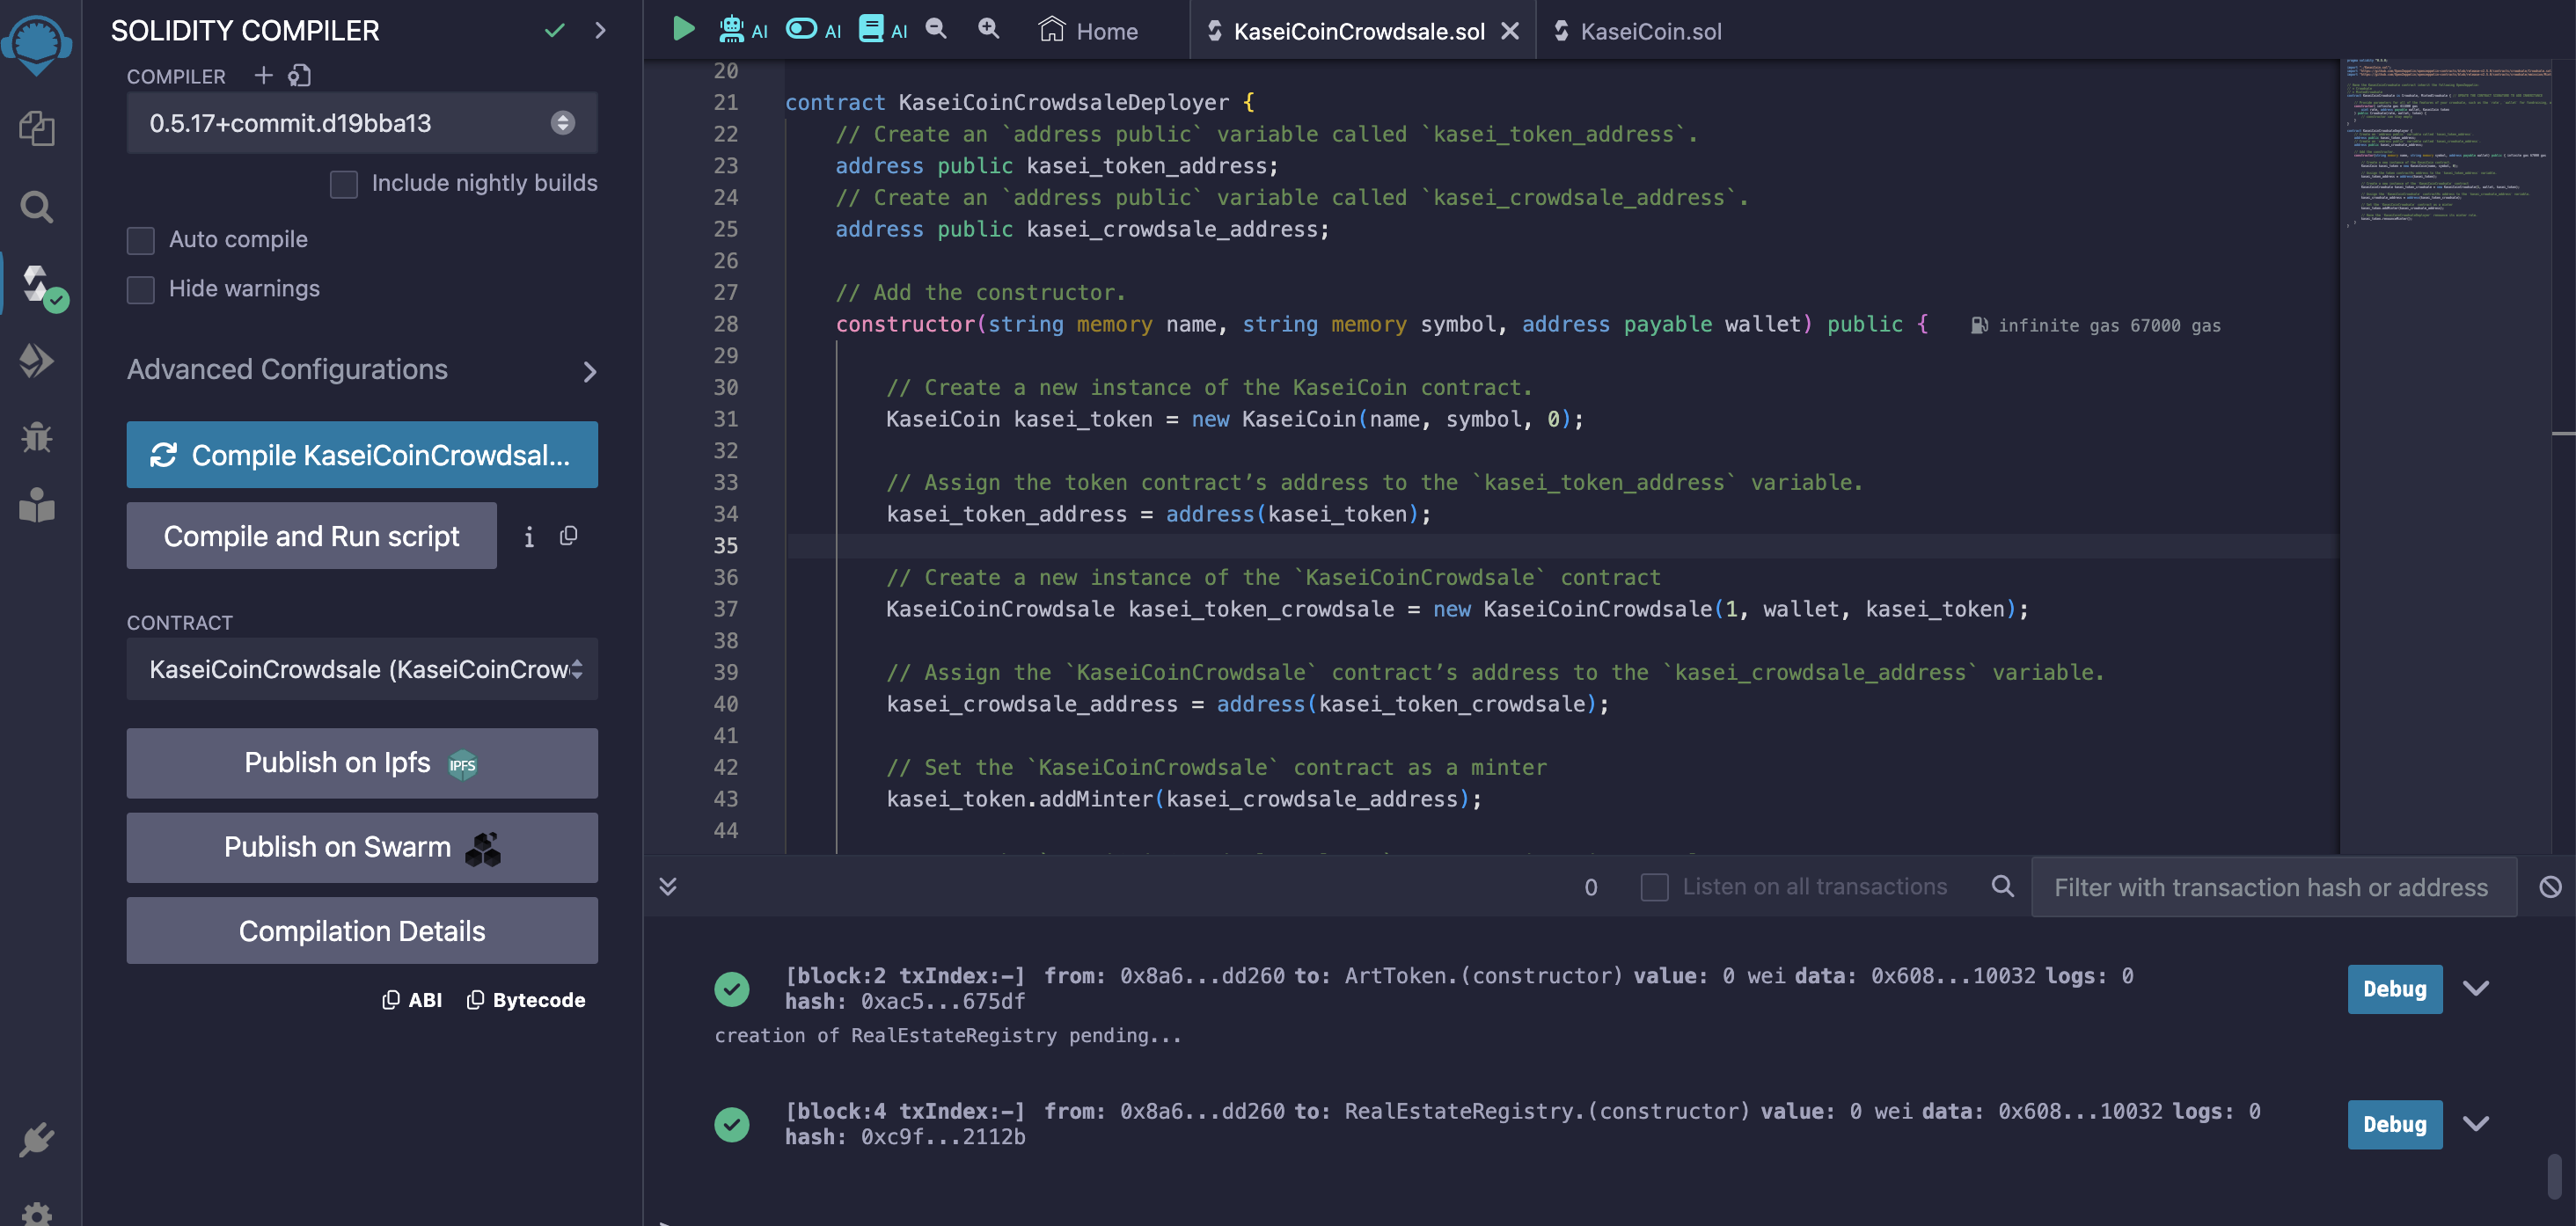 SOLIDITY COMPILER
COMPILER
0.5.17+commit.d19bba13
Include nightly builds
Auto compile
Hide warnings
Advanced Configurations
Compile KaseiCoinCrowdsal...
Compile and Run script
CONTRACT
KaseiCoinCrowdsale (KaseiCoinCrow
Publish on Ipfs IPFS
Publish on Swarm
Compilation Details
ABI Bytecode
AI AI AI Home KaseiCoinCrowdsale.sol KaseiCoin.sol
20
21 contract KaseiCoinCrowdsaleDeployer {
22 // Create an `address public` variable called `kasei_token_address`.
23 address public kasei_token_address;
24 // Create an `address public` variable called `kasei_crowdsale_address`.
25 address public kasei_crowdsale_address;
26
27 // Add the constructor.
28 constructor(string memory name, string memory symbol, address payable wallet) public { infinite gas 67000 gas
29
30 // Create a new instance of the KaseiCoin contract.
31 KaseiCoin kasei_token = new KaseiCoin(name, symbol, 0);
32
33 // Assign the token contract’s address to the `kasei_token_address` variable.
34 kasei_token_address = address(kasei_token);
35
36 // Create a new instance of the `KaseiCoinCrowdsale` contract
37 KaseiCoinCrowdsale kasei_token_crowdsale = new KaseiCoinCrowdsale(1, wallet, kasei_token);
38
39 // Assign the `KaseiCoinCrowdsale` contract’s address to the `kasei_crowdsale_address` variable.
40 kasei_crowdsale_address = address(kasei_token_crowdsale);
41
42 // Set the `KaseiCoinCrowdsale` contract as a minter
43 kasei_token.addMinter(kasei_crowdsale_address);
44
0 Listen on all transactions Filter with transaction hash or address
[block:2 txIndex:-] from: 0x8a6...dd260 to: ArtToken.(constructor) value: 0 wei data: 0x608...10032 logs: 0
hash: 0xac5...675df
Debug
creation of RealEstateRegistry pending...
[block:4 txIndex:-] from: 0x8a6...dd260 to: RealEstateRegistry.(constructor) value: 0 wei data: 0x608...10032 logs: 0
hash: 0xc9f...2112b
Debug